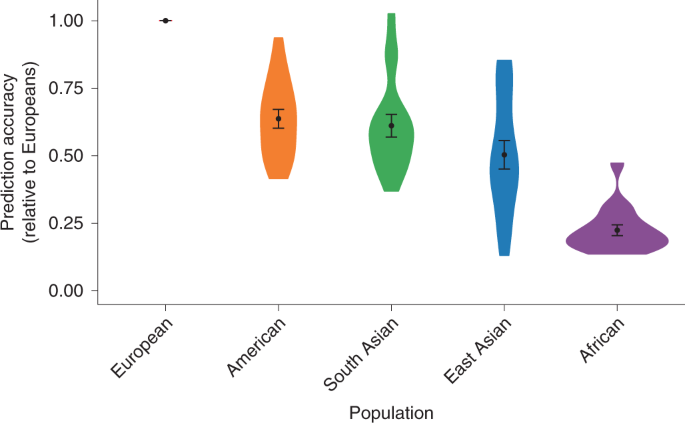 Prediction accuracy
(relative to Europeans)
1.00
0.75
0.50
0.25
0.00
European
American
South Asian
East Asian
African
Population